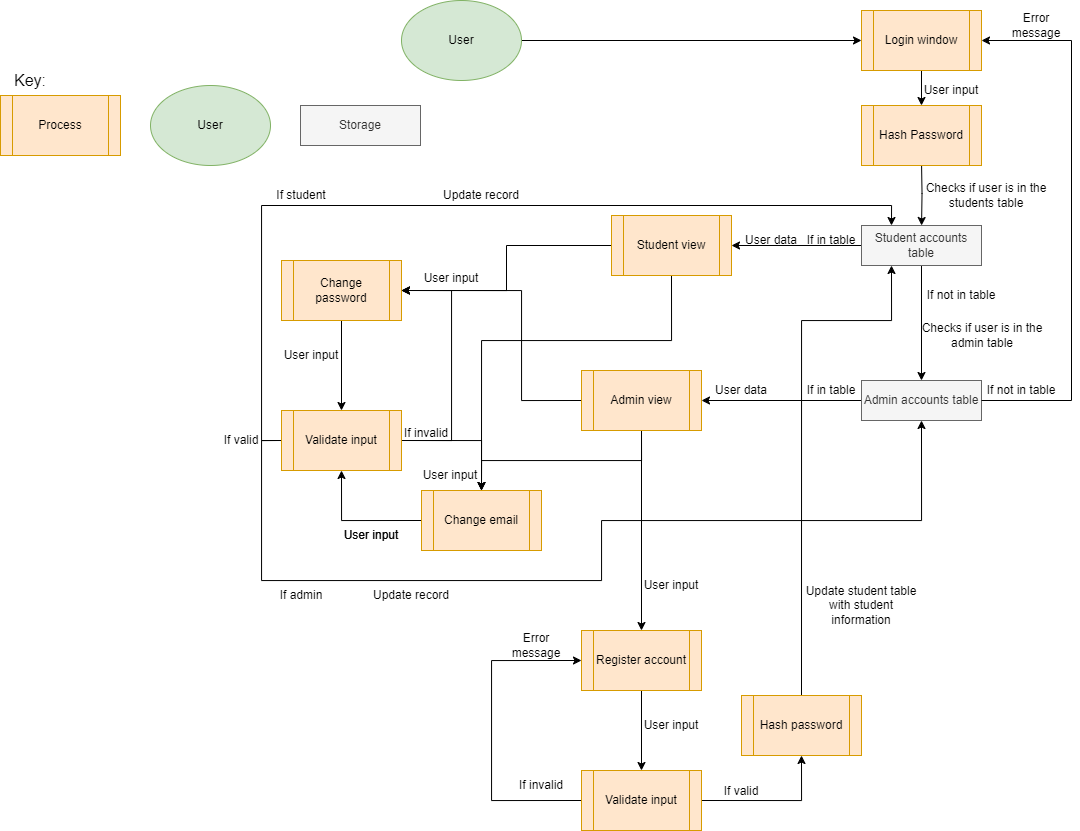 User
Login window
Error
message
Key:
Process
User
Storage
User input
Hash Password
Checks if user is in the
students table
If student
Update record
Student view
User data
If in table
Student accounts
table
Change
password
User input
If not in table
Checks if user is in the
admin table
User input
Admin view
User data
If in table
Admin accounts table
If not in table
If valid
Validate input
If invalid
User input
Change email
User input
If admin
Update record
User input
Update student table
with student
information
Error
message
Register account
User input
Hash password
If invalid
Validate input
If valid